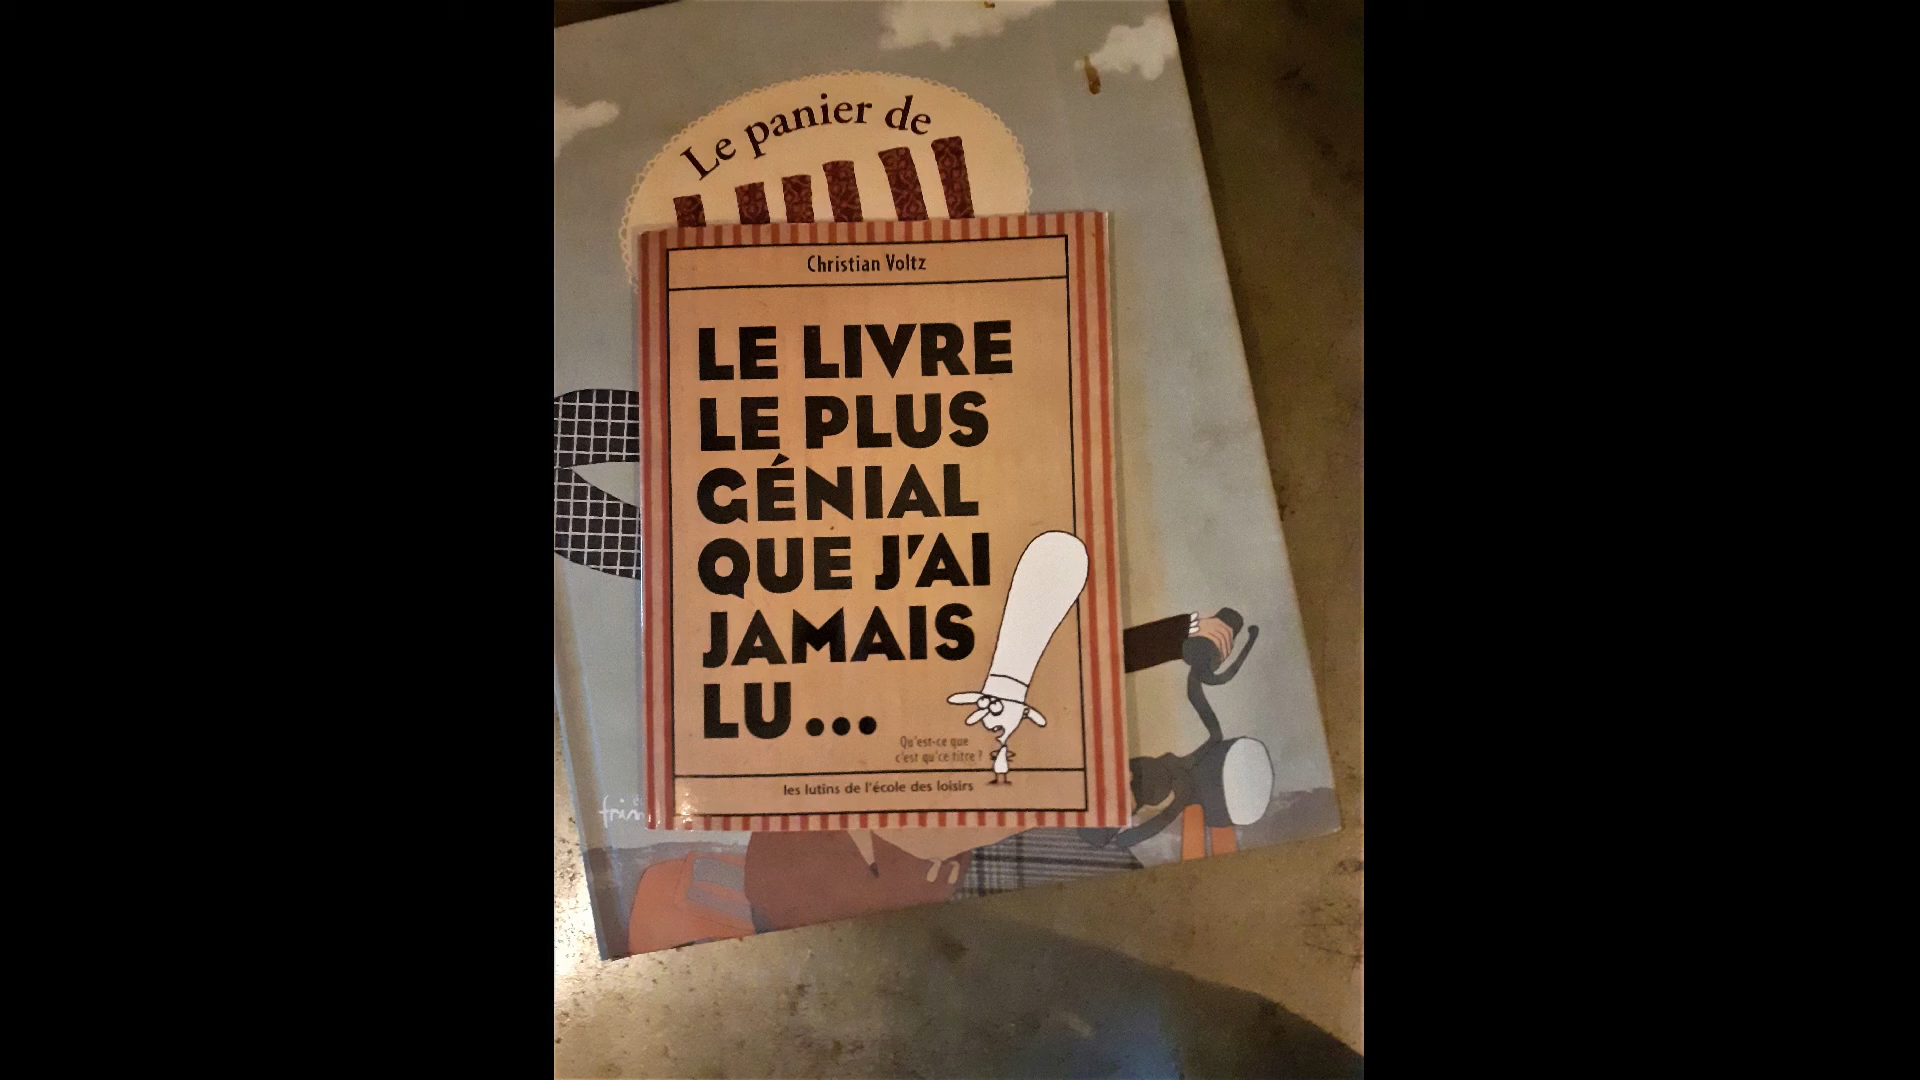 Le panier de
Christian Voltz
LE LIVRE
LE PLUS
GÉNIAL
QUE J'AI
JAMAIS
LU...
Qu'est-ce que
c'est qu'ce titre ?
les lutins de l'école des loisirs